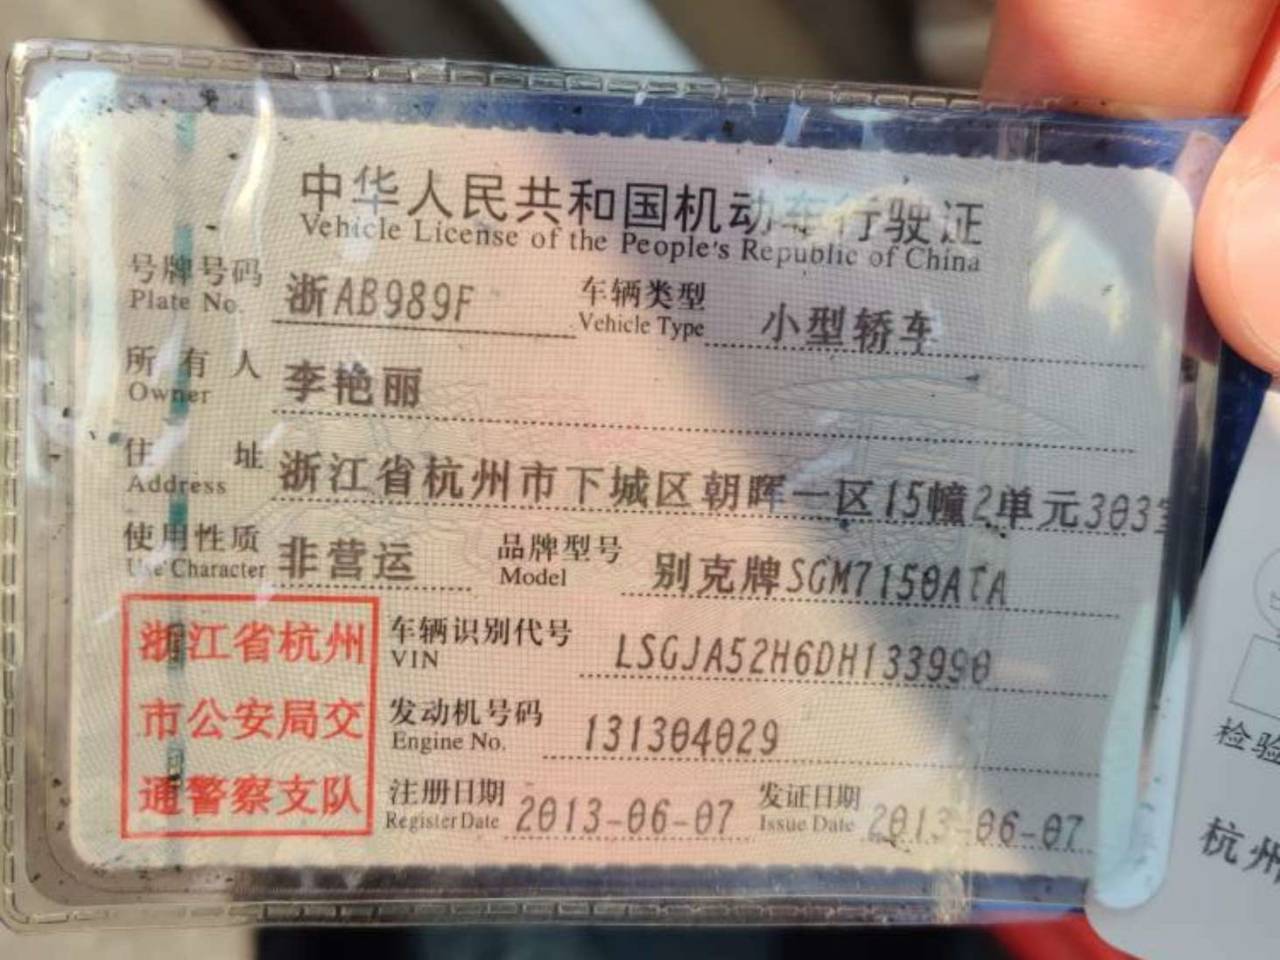 中华人民共和国机动车行驶证
Vehicle License of the People's Republic of China
号牌号码 浙AB989F 车辆类型 小型轿车
Plate No. Vehicle Type
所有人 李艳丽
Owner
住址 浙江省杭州市下城区朝晖一区15幢2单元303室
Address
使用性质 非营运 品牌型号 别克牌SGM7150ATA
Use Character Model
浙江省杭州
市公安局交
通警察支队
车辆识别代号 LSGJA52H6DH133990
VIN
发动机号码 131304029
Engine No.
注册日期 2013-06-07 发证日期 2013-06-07
Register Date Issue Date
检验
杭州